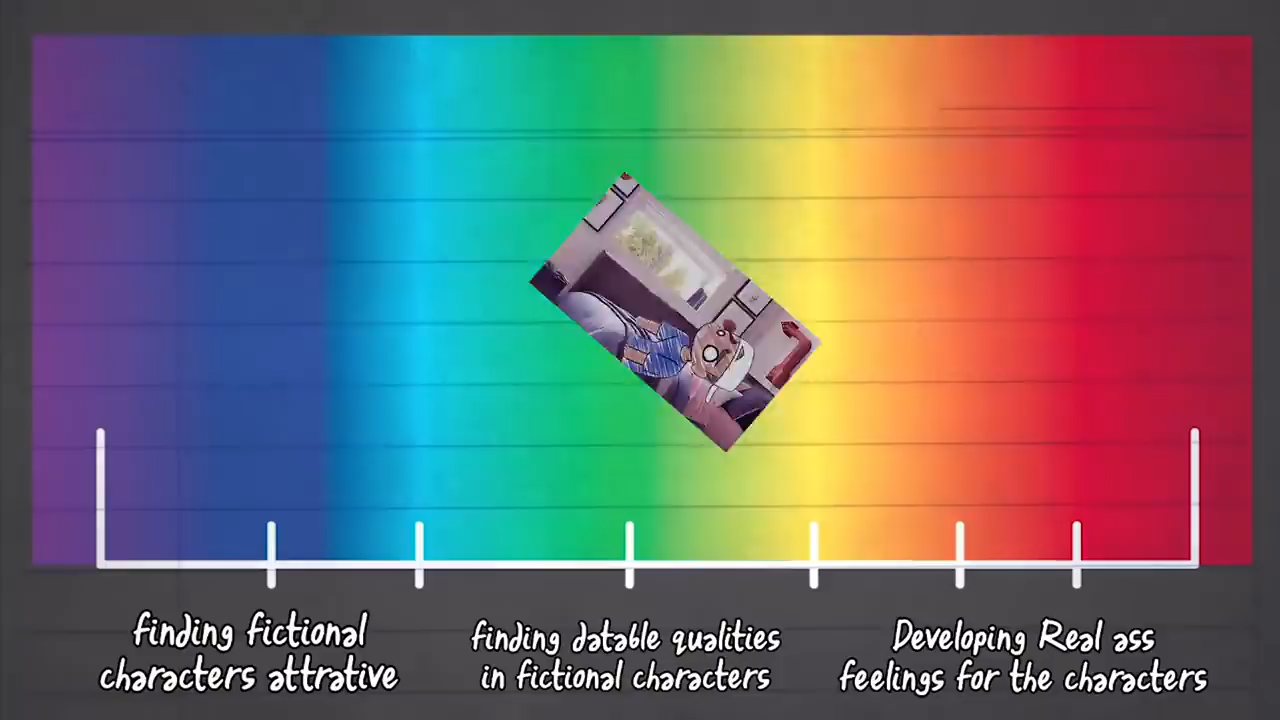 finding fictional
characters attrative
finding datable qualities
in fictional characters
Developing Real ass
feelings for the characters